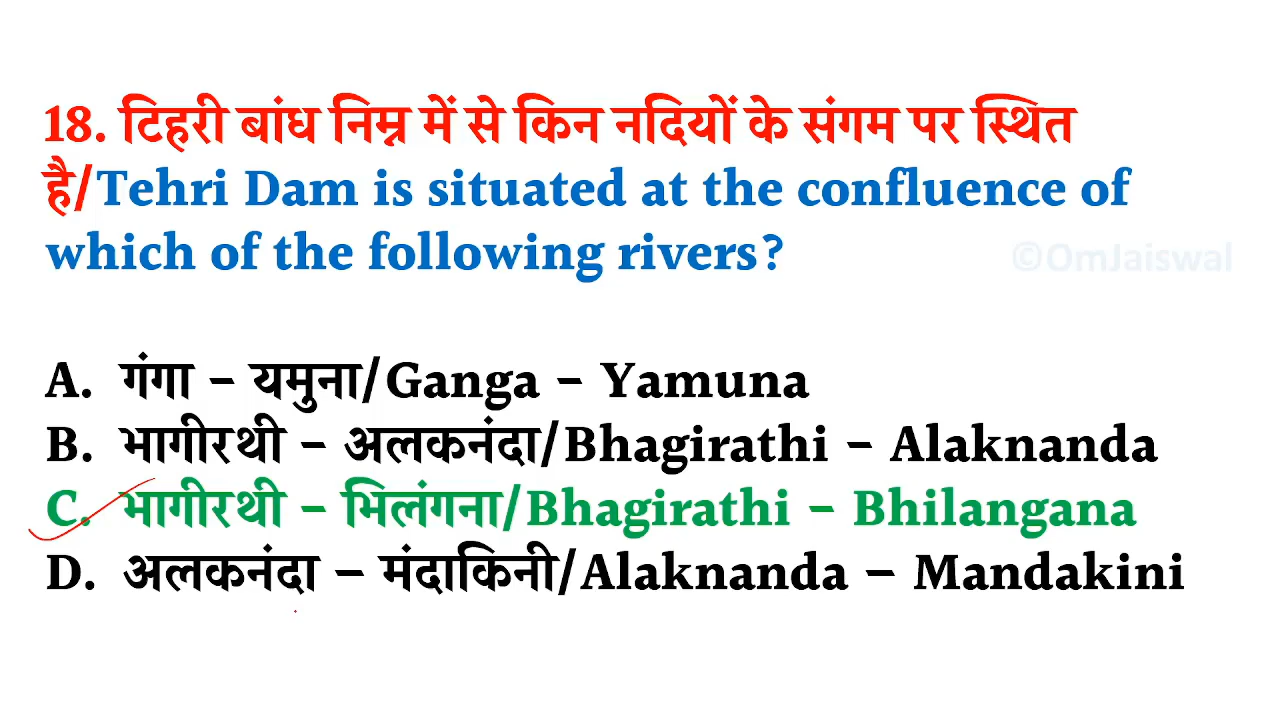 18. टिहरी बांध निम्न में से किन नदियों के संगम पर स्थित
है/Tehri Dam is situated at the confluence of
which of the following rivers?
©OmJaiswal
A. गंगा – यमुना/Ganga – Yamuna
B. भागीरथी – अलकनंदा/Bhagirathi – Alaknanda
C. भागीरथी – भिलंगना/Bhagirathi – Bhilangana
D. अलकनंदा – मंदाकिनी/Alaknanda – Mandakini